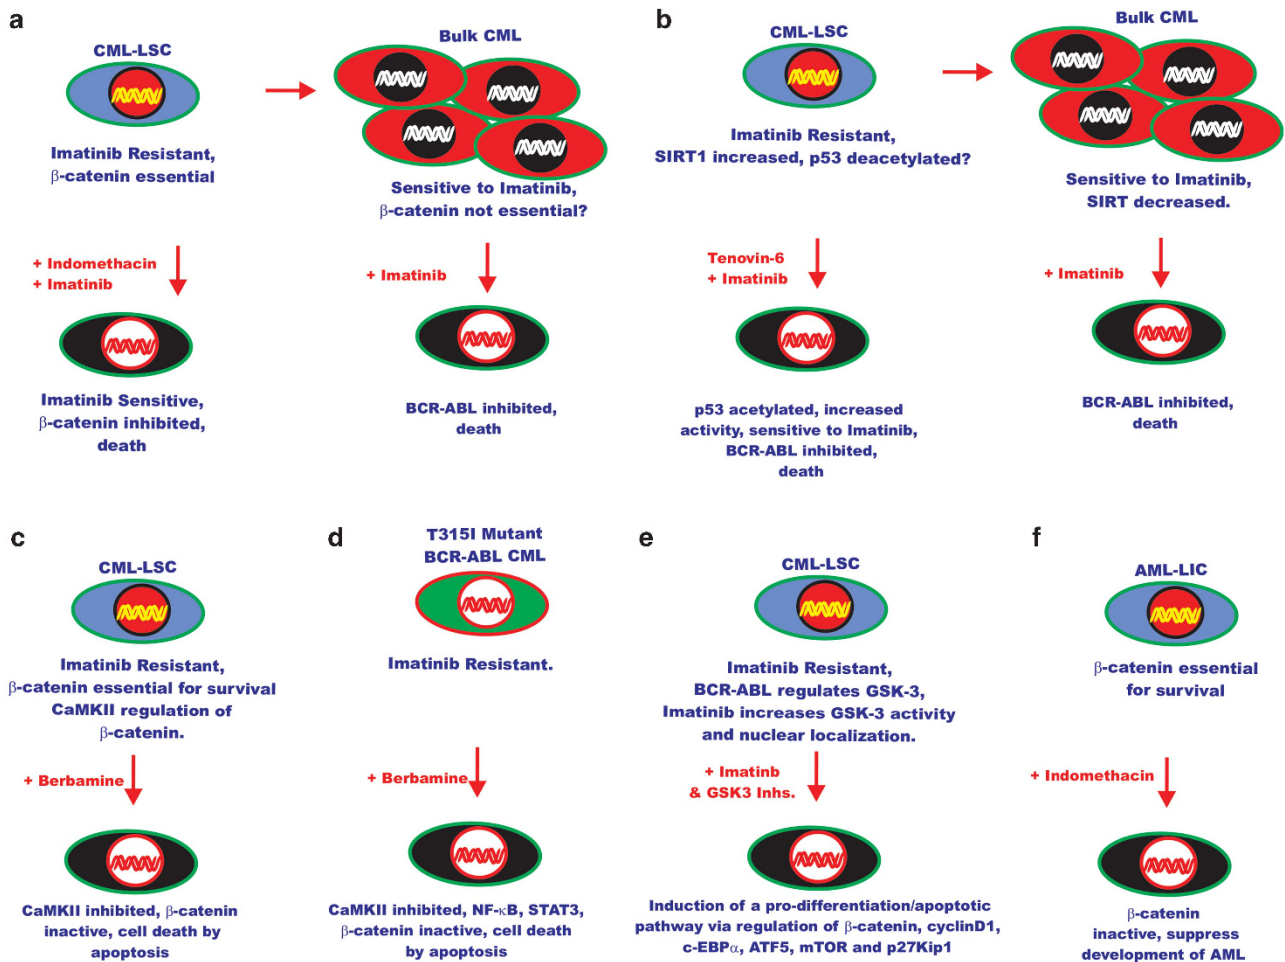 a
CML-LSC
Imatinib Resistant,
β-catenin essential
Bulk CML
Sensitive to Imatinib,
β-catenin not essential?
+ Indomethacin
+ Imatinib
+ Imatinib
Imatinib Sensitive,
β-catenin inhibited,
death
BCR-ABL inhibited,
death
b
CML-LSC
Imatinib Resistant,
SIRT1 increased, p53 deacetylated?
Bulk CML
Sensitive to Imatinib,
SIRT decreased.
Tenovin-6
+ Imatinib
+ Imatinib
p53 acetylated, increased
activity, sensitive to Imatinib,
BCR-ABL inhibited,
death
BCR-ABL inhibited,
death
c
CML-LSC
Imatinib Resistant,
β-catenin essential for survival
CaMKII regulation of
β-catenin.
+ Berbamine
CaMKII inhibited, β-catenin
inactive, cell death by
apoptosis
d
T315I Mutant
BCR-ABL CML
Imatinib Resistant.
+ Berbamine
CaMKII inhibited, NF-κB, STAT3,
β-catenin inactive, cell death
by apoptosis
e
CML-LSC
Imatinib Resistant,
BCR-ABL regulates GSK-3,
Imatinib increases GSK-3 activity
and nuclear localization.
+ Imatinb
& GSK3 Inhs.
Induction of a pro-differentiation/apoptotic
pathway via regulation of β-catenin, cyclinD1,
c-EBPα, ATF5, mTOR and p27Kip1
f
AML-LIC
β-catenin essential
for survival
+ Indomethacin
β-catenin
inactive, suppress
development of AML